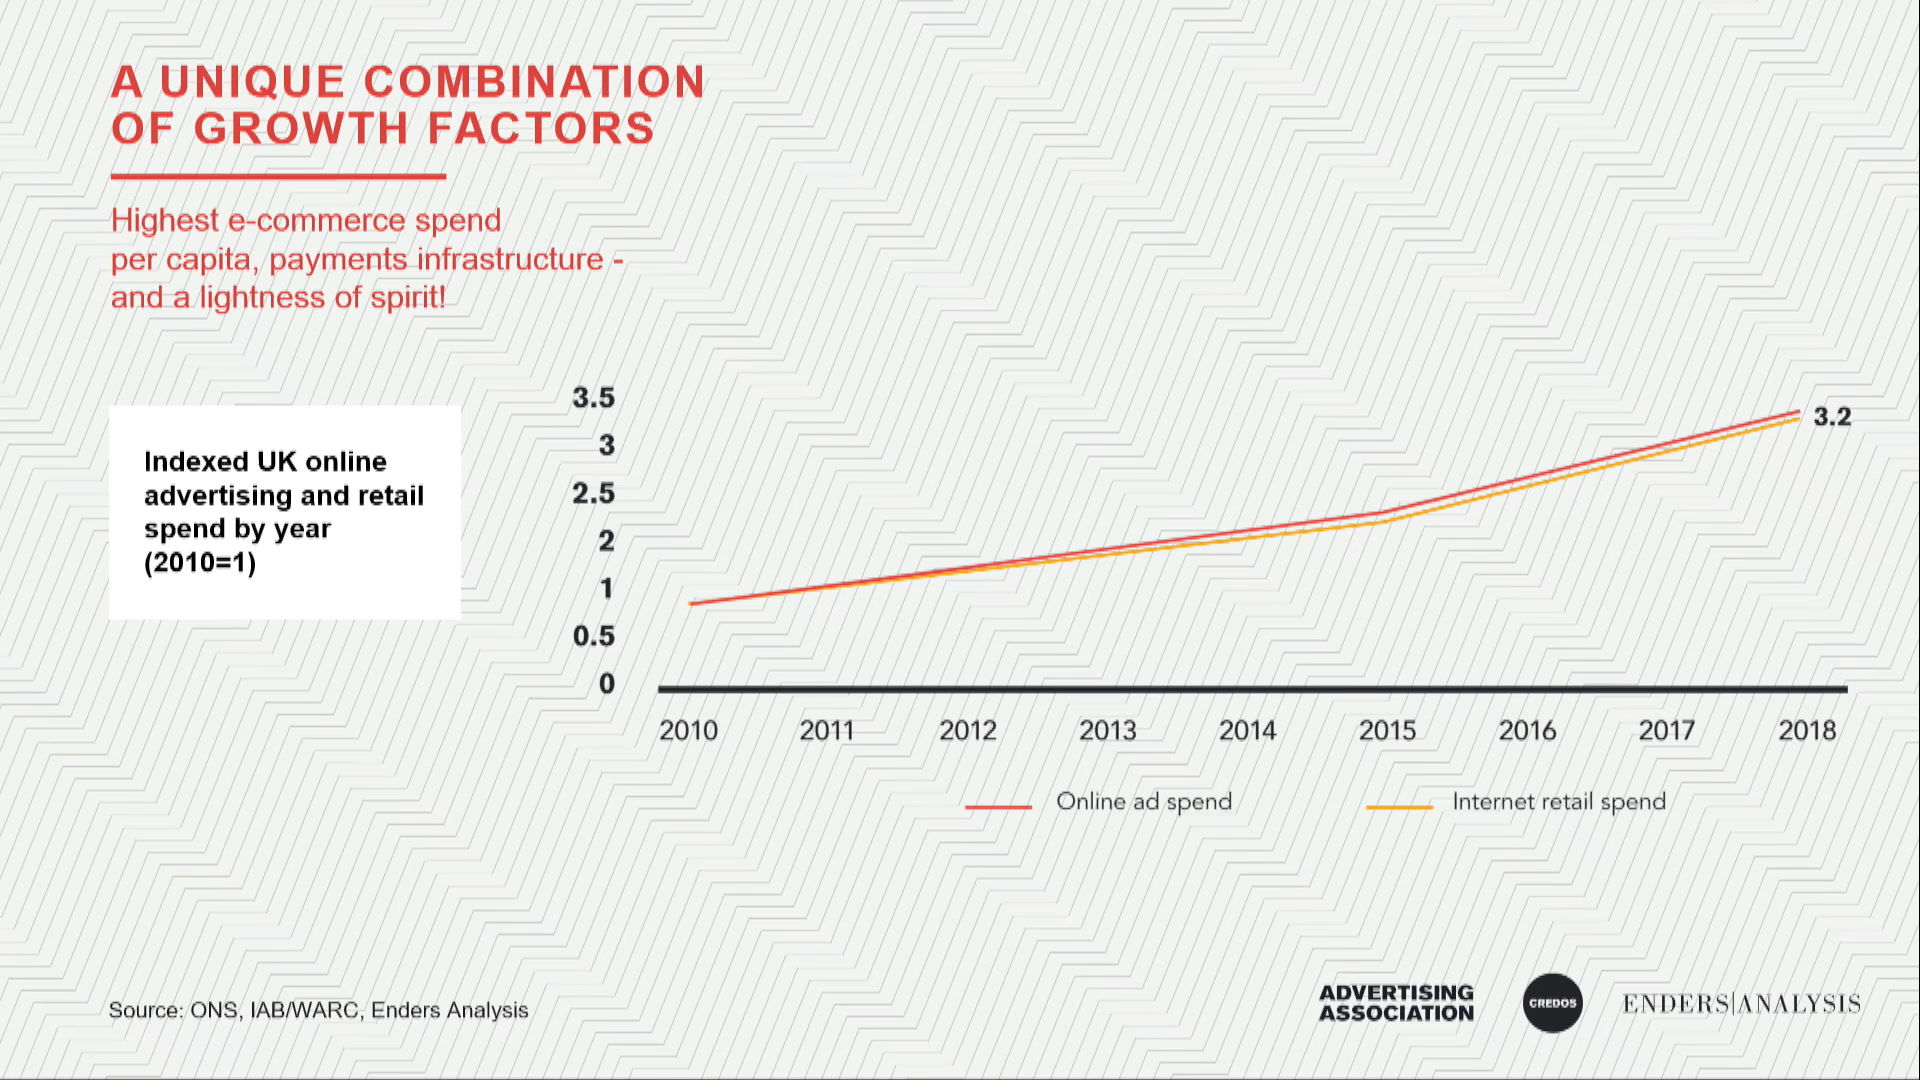 A UNIQUE COMBINATION
OF GROWTH FACTORS
Highest e-commerce spend
per capita, payments infrastructure -
and a lightness of spirit!
Indexed UK online
advertising and retail
spend by year
(2010=1)
3.5
3
2.5
2
1
0.5
0
3.2
2010 2011 2012 2013 2014 2015 2016 2017 2018
Online ad spend Internet retail spend
Source: ONS, IAB/WARC, Enders Analysis
ADVERTISING
ASSOCIATION
CREDOS
ENDERS|ANALYSIS